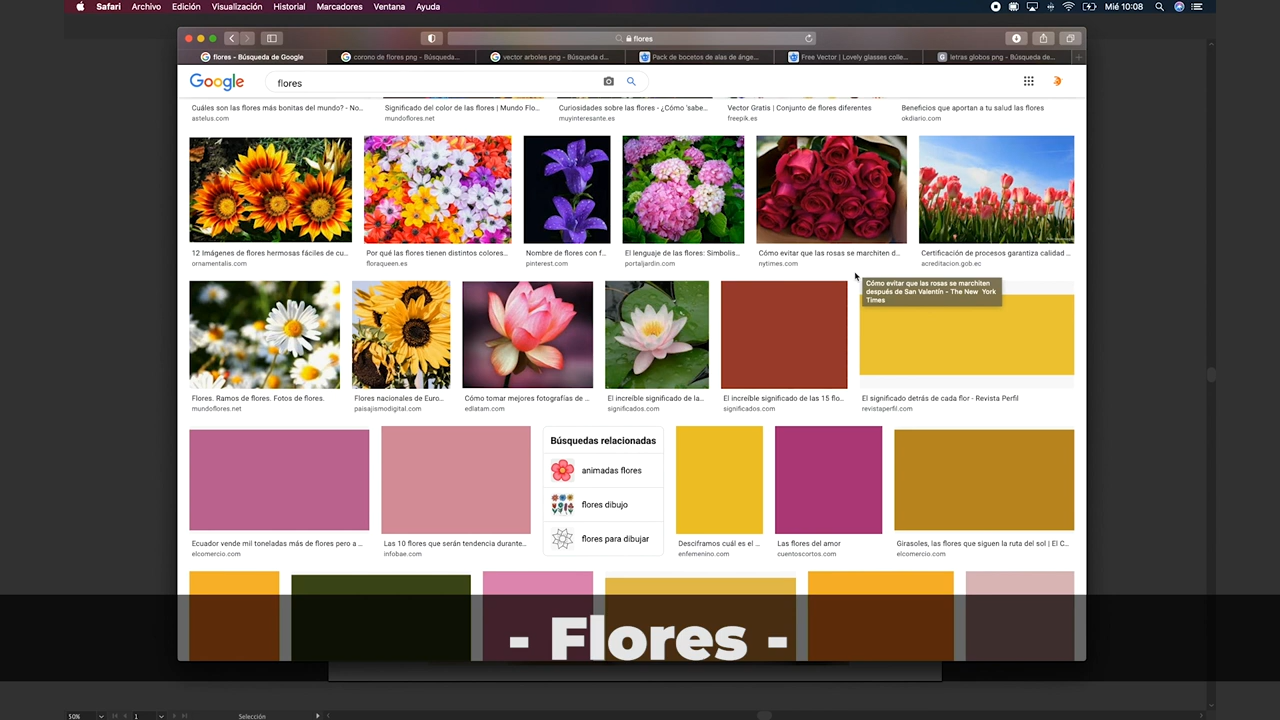 Safari Archivo Edición Visualización Historial Marcadores Ventana Ayuda
Mié 10:08
flores
flores - Búsqueda de Google
corono de flores png - Búsqueda...
vector arboles png - Búsqueda d...
Pack de bocetos de alas de ánge...
Free Vector | Lovely glasses colle...
letras globos png - Búsqueda de...
Google
flores
Cuáles son las flores más bonitas del mundo? - No...
astelus.com
Significado del color de las flores | Mundo Flo...
mundoflores.net
Curiosidades sobre las flores - ¿Cómo 'sabe...
muyinteresante.es
Vector Gratis | Conjunto de flores diferentes
freepik.es
Beneficios que aportan a tu salud las flores
okdiario.com
12 Imágenes de flores hermosas fáciles de cu...
ornamentalis.com
Por qué las flores tienen distintos colores...
floraqueen.es
Nombre de flores con f...
pinterest.com
El lenguaje de las flores: Simbolis...
portaljardin.com
Cómo evitar que las rosas se marchiten d...
nytimes.com
Certificación de procesos garantiza calidad ...
acreditacion.gob.ec
Cómo evitar que las rosas se marchiten
después de San Valentín – The New York
Times
Flores. Ramos de flores. Fotos de flores.
mundoflores.net
Flores nacionales de Euro...
paisajismodigital.com
Cómo tomar mejores fotografías de ...
edlatam.com
El increíble significado de la...
significados.com
El increíble significado de las 15 flo...
significados.com
El significado detrás de cada flor - Revista Perfil
revistaperfil.com
Búsquedas relacionadas
animadas flores
flores dibujo
flores para dibujar
Ecuador vende mil toneladas más de flores pero a ...
elcomercio.com
Las 10 flores que serán tendencia durante...
infobae.com
Desciframos cuál es el ...
enfemenino.com
Las flores del amor
cuentoscortos.com
Girasoles, las flores que siguen la ruta del sol | El C...
elcomercio.com
- Flores -
50%
1
Selección